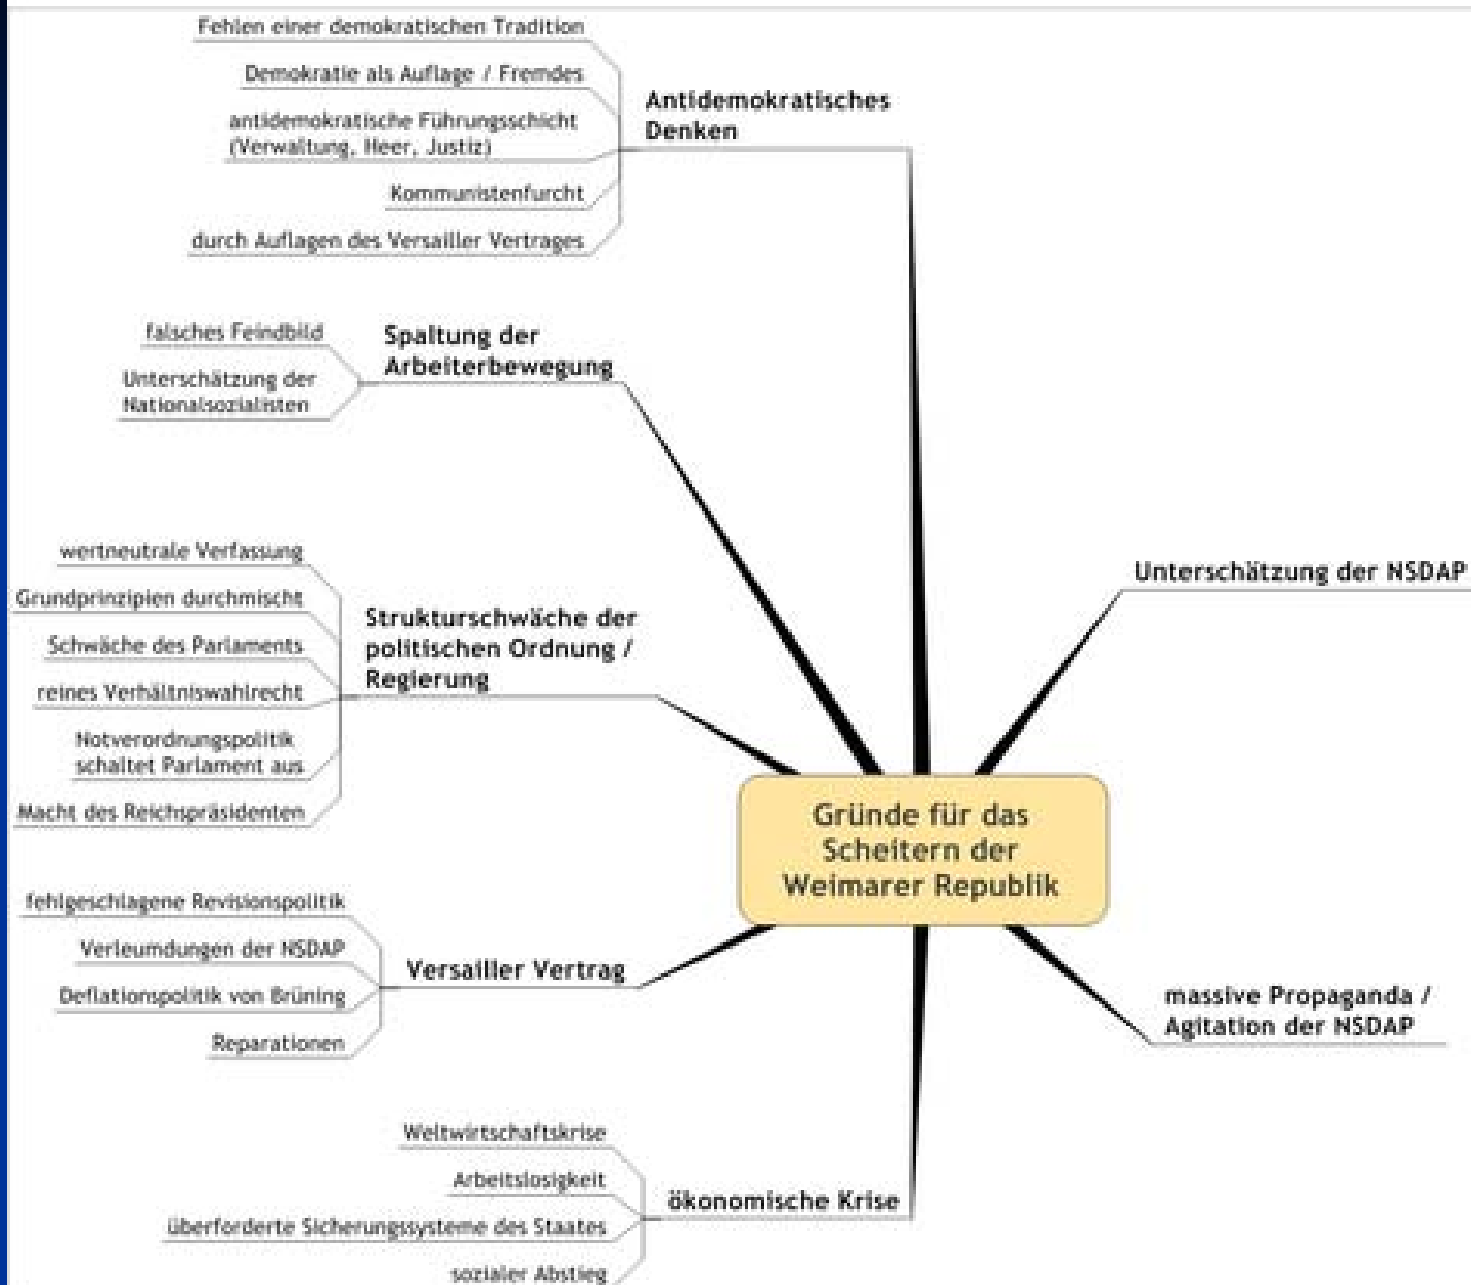 Fehlen einer demokratischen Tradition
Demokratie als Auflage / Fremdes
antidemokratische Führungsschicht
(Verwaltung, Heer, Justiz)
Kommunistenfurcht
durch Auflagen des Versailler Vertrages
Antidemokratisches
Denken
falsches Feindbild
Unterschätzung der
Nationalsozialisten
Spaltung der
Arbeiterbewegung
wertneutrale Verfassung
Grundprinzipien durchmischt
Schwäche des Parlaments
reines Verhältniswahlrecht
Notverordnungspolitik
schaltet Parlament aus
Macht des Reichspräsidenten
Strukturschwäche der
politischen Ordnung /
Regierung
fehlgeschlagene Revisionspolitik
Verleumdungen der NSDAP
Deflationspolitik von Brüning
Reparationen
Versailler Vertrag
Weltwirtschaftskrise
Arbeitslosigkeit
überforderte Sicherungssysteme des Staates
sozialer Abstieg
ökonomische Krise
Gründe für das
Scheitern der
Weimarer Republik
Unterschätzung der NSDAP
massive Propaganda /
Agitation der NSDAP